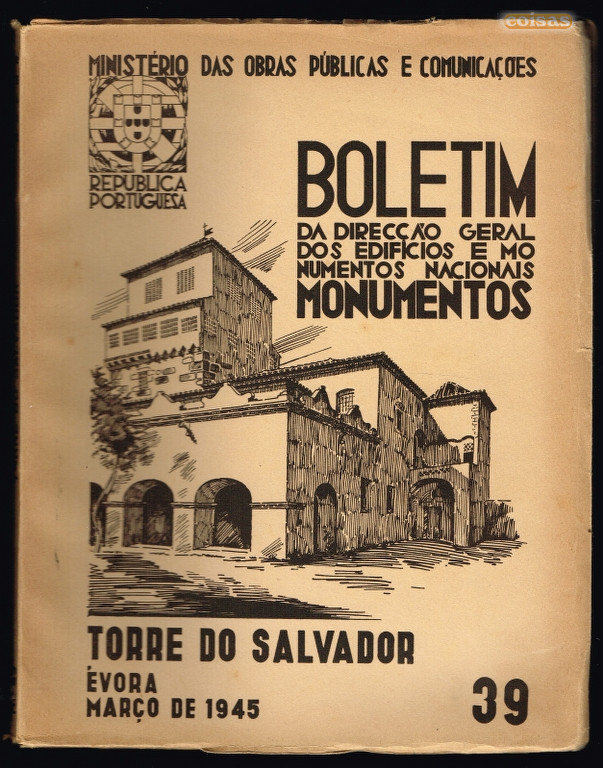 coisas
MINISTÉRIO DAS OBRAS PÚBLICAS E COMUNICAÇÕES
REPUBLICA
PORTUGUESA
BOLETIM
DA DIRECÇÃO GERAL
DOS EDIFÍCIOS E MO
NUMENTOS NACIONAIS
MONUMENTOS
TORRE DO SALVADOR
ÉVORA
MARÇO DE 1945
39